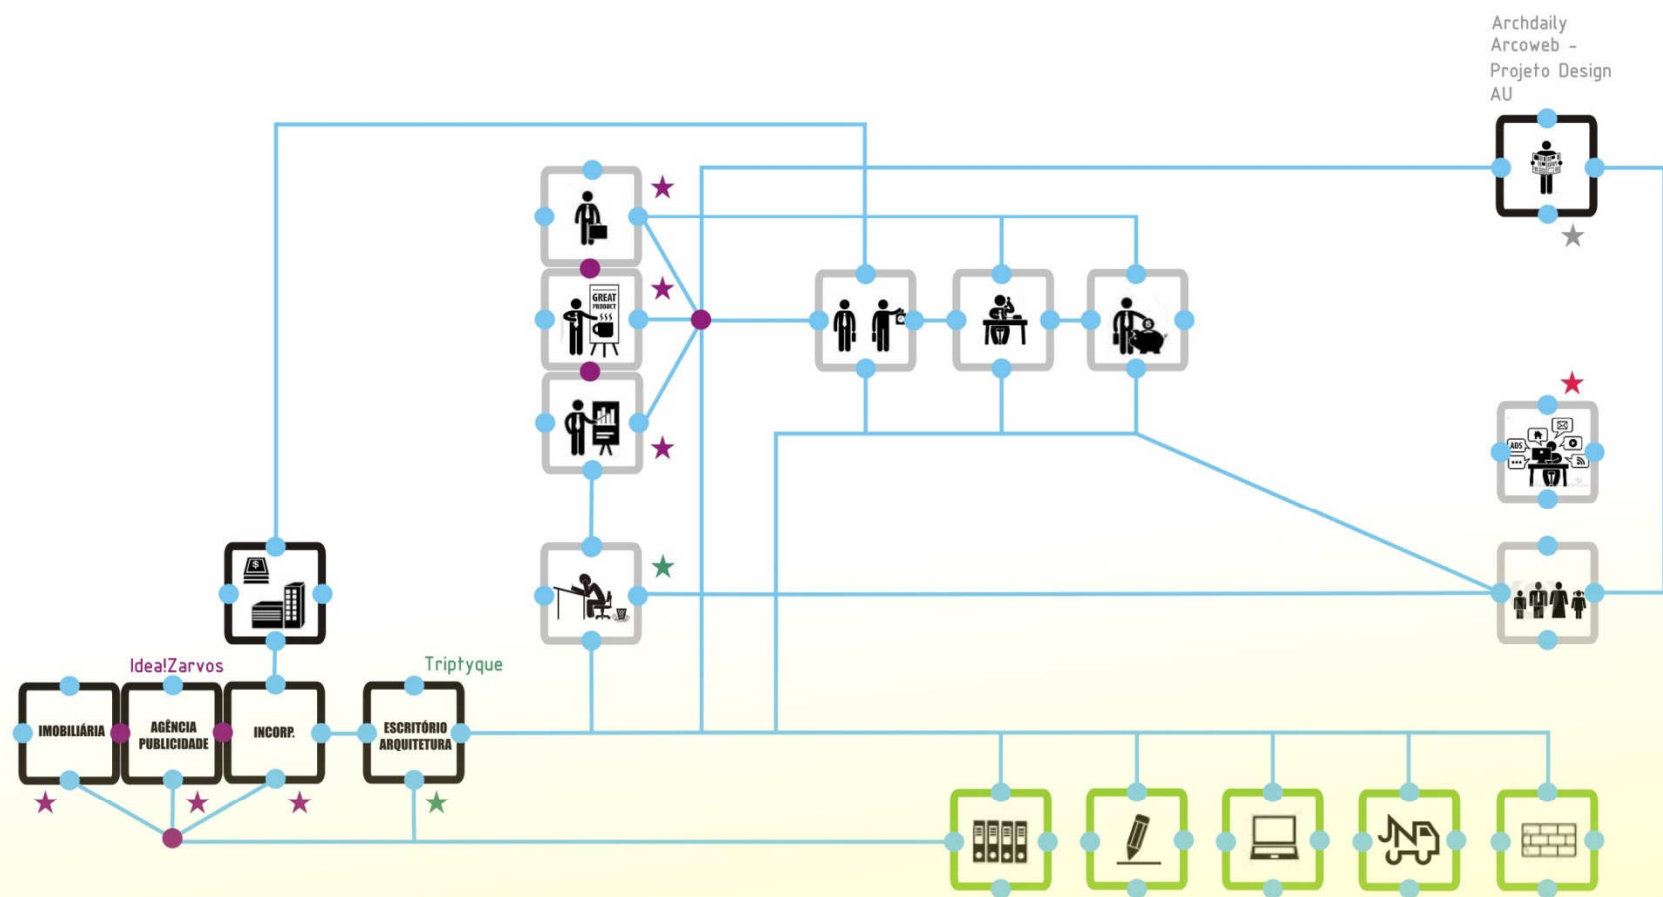 Archdaily
Arcoweb -
Projeto Design
AU
GREAT
PRODUCT
ADS
$
$
Idea!Zarvos
Triptyque
IMOBILIÁRIA
AGÊNCIA
PUBLICIDADE
INCORP.
ESCRITÓRIO
ARQUITETURA